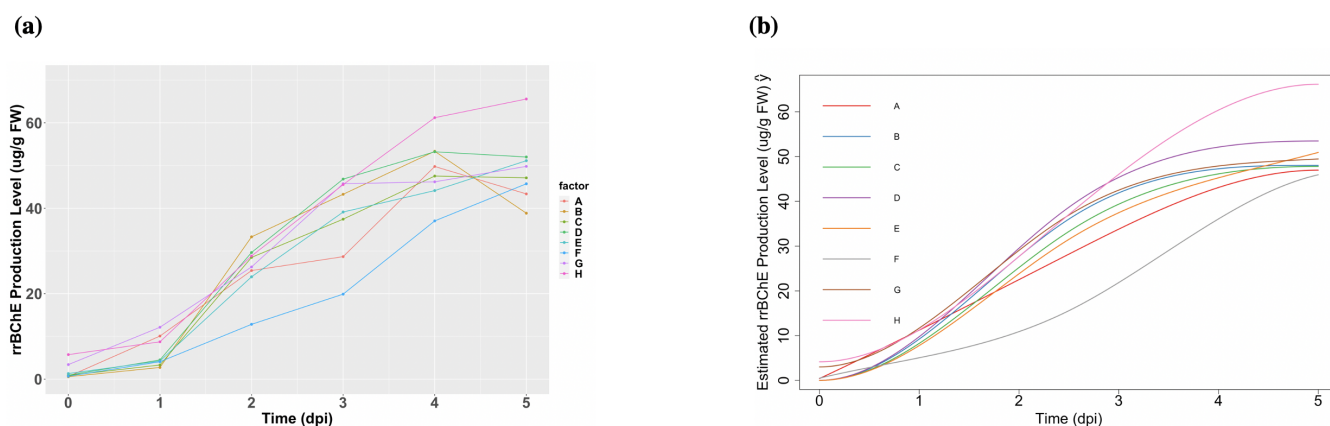 (a)
(b)
rrBChE Production Level (ug/g FW)
60
40
20
0
0 1 2 3 4 5
Time (dpi)
factor
A
B
C
D
E
F
G
H
Estimated rrBChE Production Level (ug/g FW) ŷ
60
50
40
30
20
10
0
A
B
C
D
E
F
G
H
0 1 2 3 4 5
Time (dpi)